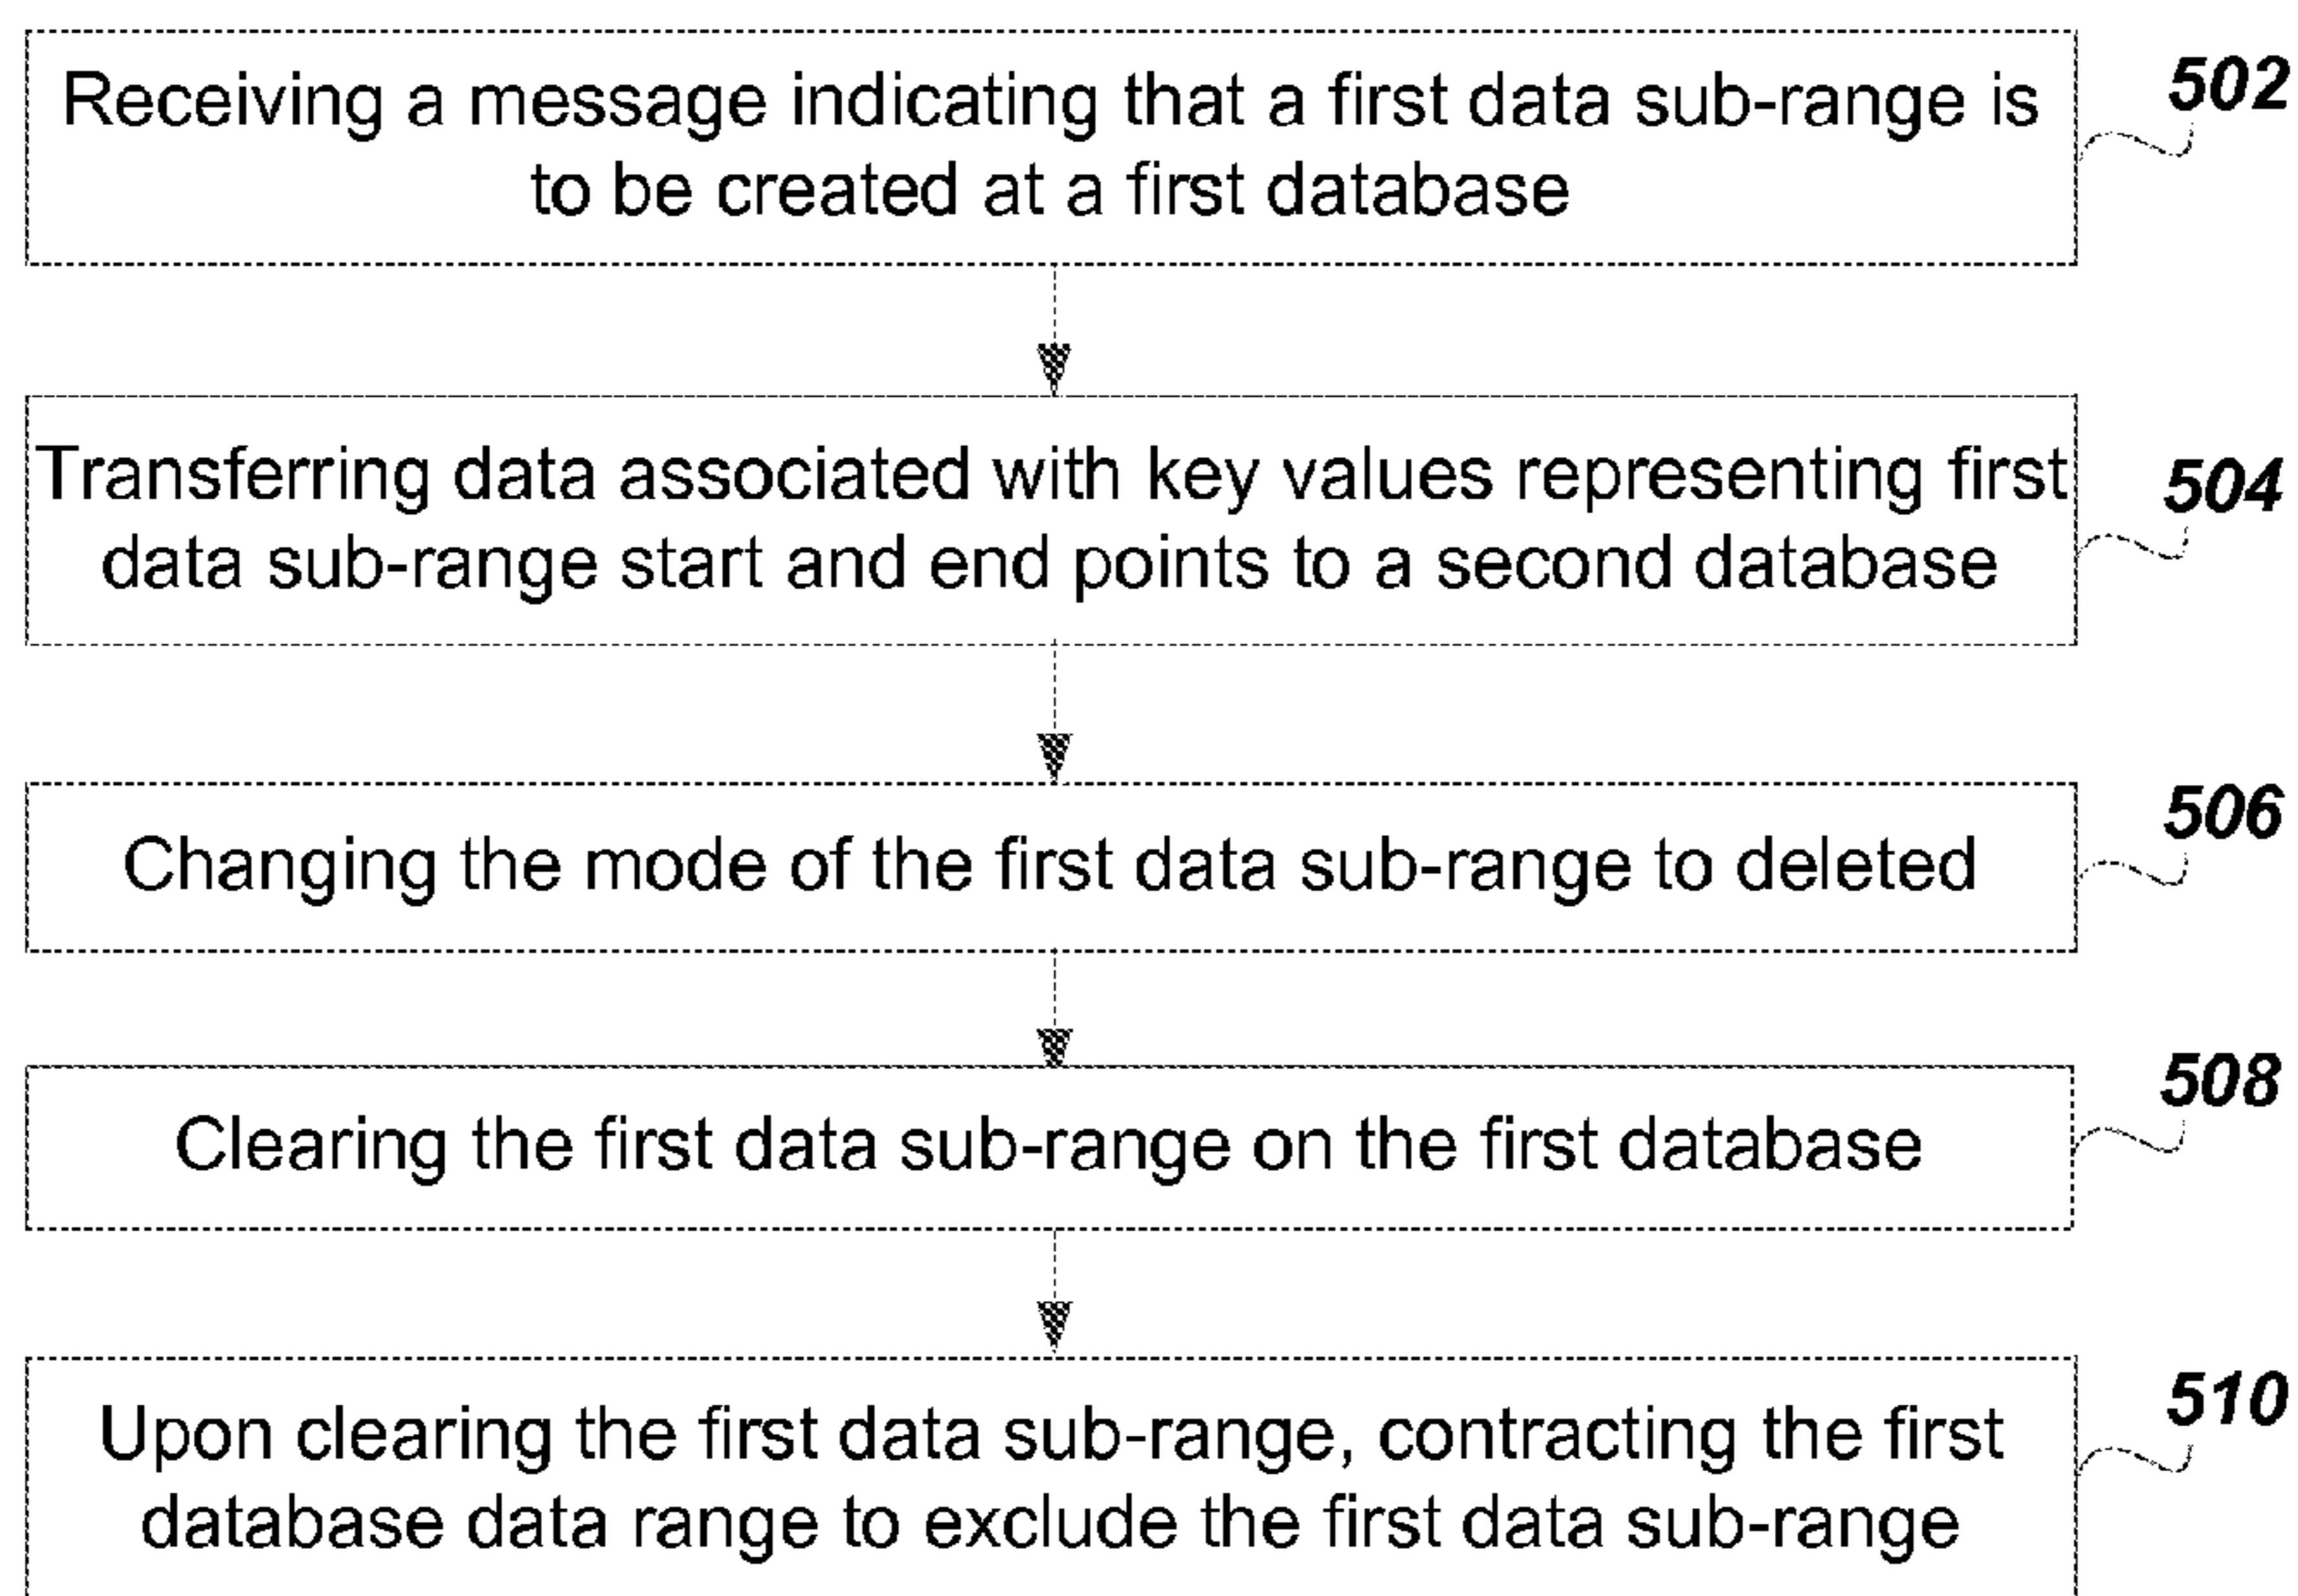 Receiving a message indicating that a first data sub-range is
to be created at a first database
502
Transferring data associated with key values representing first
data sub-range start and end points to a second database
504
Changing the mode of the first data sub-range to deleted
506
Clearing the first data sub-range on the first database
508
Upon clearing the first data sub-range, contracting the first
database data range to exclude the first data sub-range
510